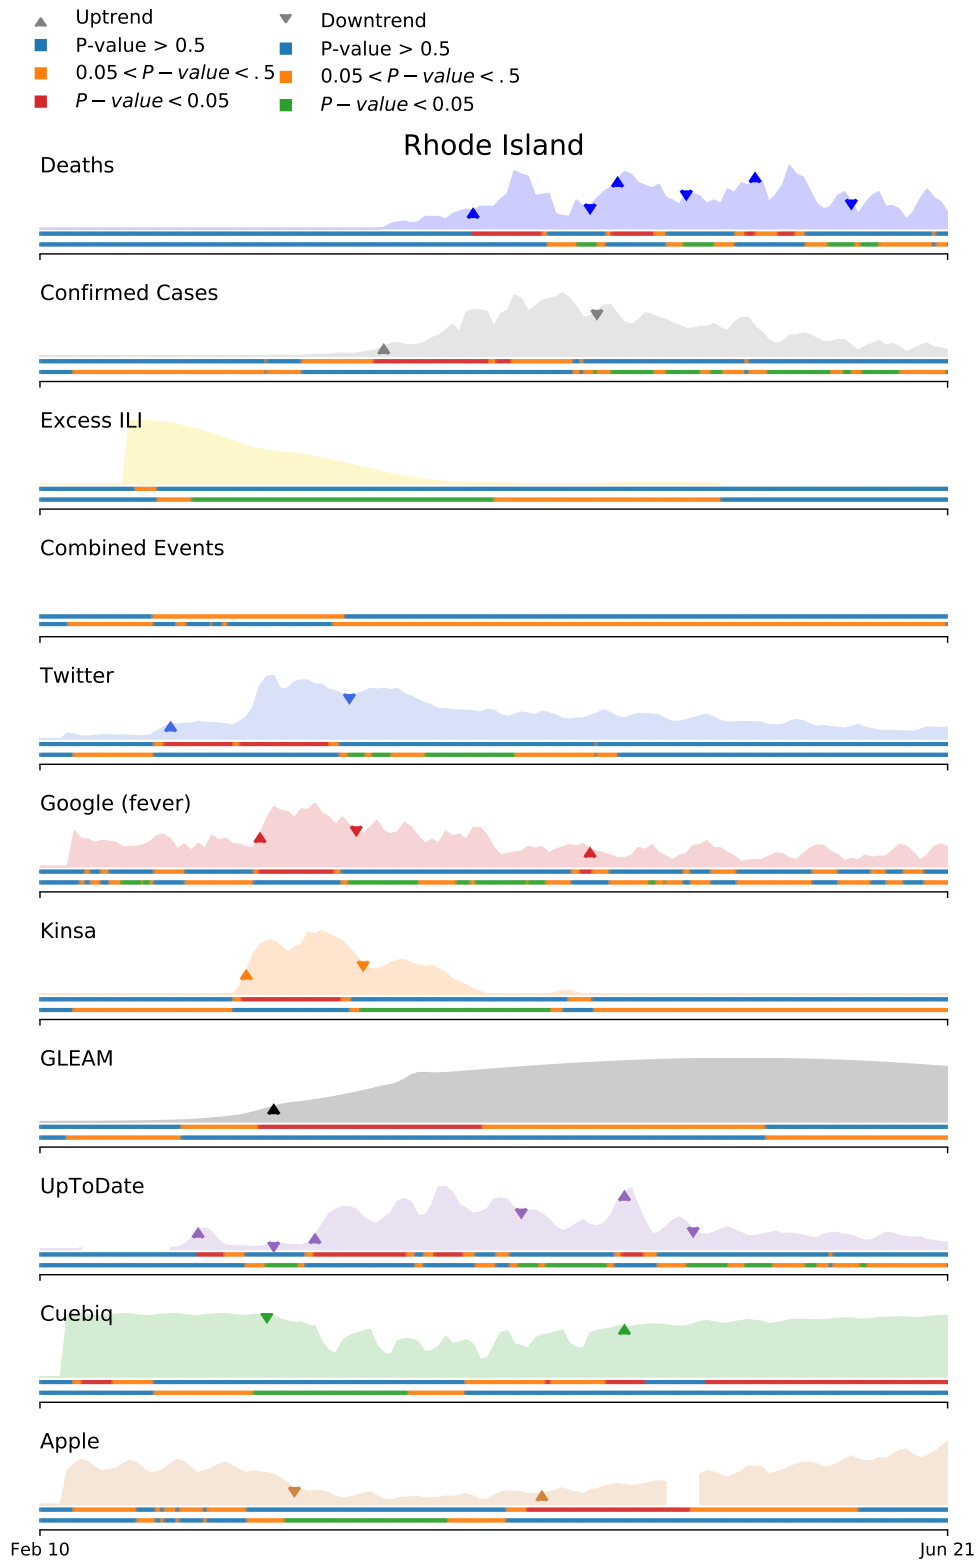 Uptrend
P-value > 0.5
0.05 < P − value < .5
P − value < 0.05
Downtrend
P-value > 0.5
0.05 < P − value < .5
P − value < 0.05
Rhode Island
Deaths
Confirmed Cases
Excess ILI
Combined Events
Twitter
Google (fever)
Kinsa
GLEAM
UpToDate
Cuebiq
Apple
Feb 10
Jun 21